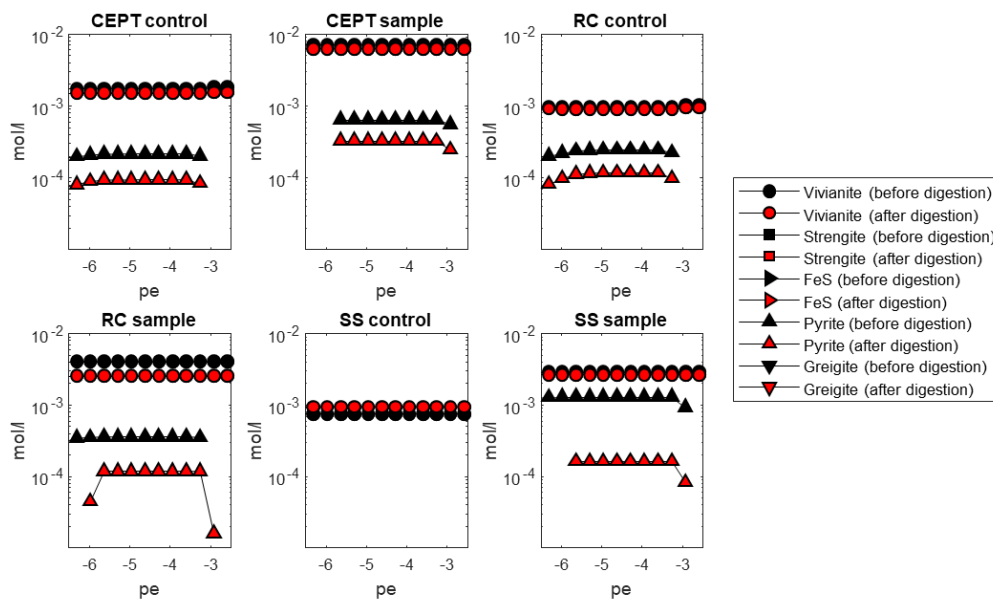 CEPT control
CEPT sample
RC control
10-2
10-3
10-4
mol/l
-6 -5 -4 -3
pe
10-2
10-3
10-4
mol/l
-6 -5 -4 -3
pe
10-2
10-3
10-4
mol/l
-6 -5 -4 -3
pe
RC sample
SS control
SS sample
10-2
10-3
10-4
mol/l
-6 -5 -4 -3
pe
10-2
10-3
10-4
mol/l
-6 -5 -4 -3
pe
10-2
10-3
10-4
mol/l
-6 -5 -4 -3
pe
Vivianite (before digestion)
Vivianite (after digestion)
Strengite (before digestion)
Strengite (after digestion)
FeS (before digestion)
FeS (after digestion)
Pyrite (before digestion)
Pyrite (after digestion)
Greigite (before digestion)
Greigite (after digestion)